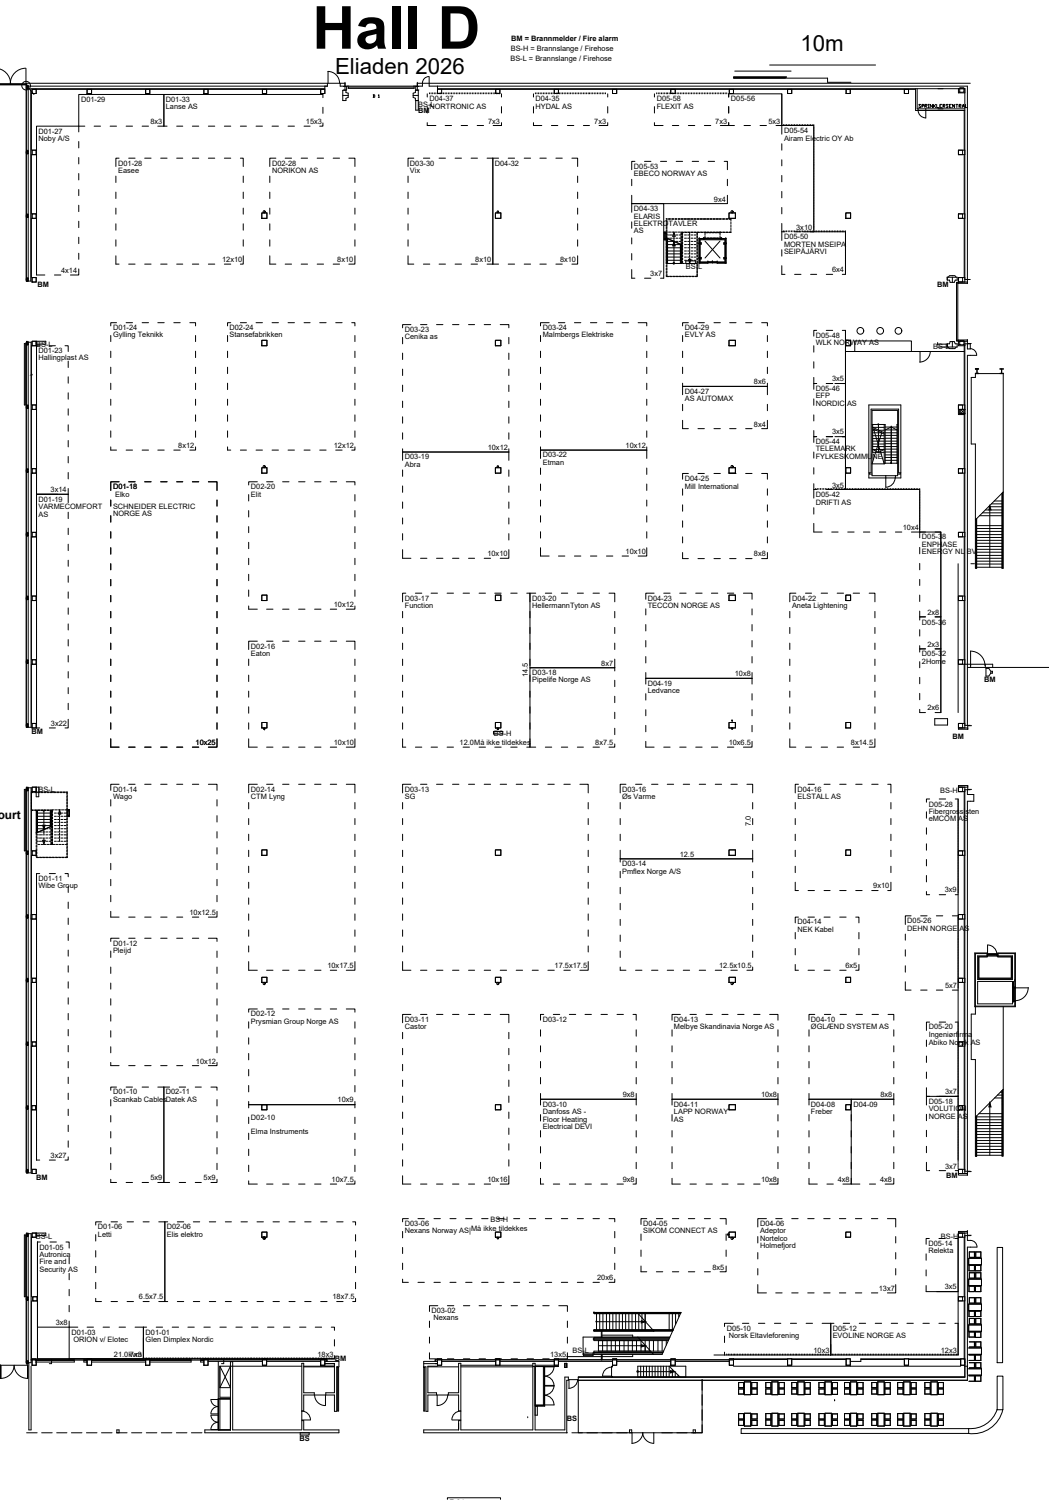 Hall D
Eliaden 2026
BM = Brannmelder / Fire alarm
BS-H = Brannslange / Firehose
BS-L = Brannslange / Firehose
10m
D01-29
8x3
D01-33
Lanse AS
15x3
D 1
BS-L
BM
D04-37
NORTRONIC AS
7x3
D04-35
HYDAL AS
7x3
D05-58
FLEXIT AS
7x3
D05-56
5x3
SPRINKLERSENTRAL
D01-27
Noby A/S
4x14
BM
D01-28
Easee
12x10
D02-28
NORIKON AS
8x10
D03-30
Vix
8x10
D04-32
8x10
D05-53
EBECO NORWAY AS
9x4
D04-33
ELARIS
ELEKTROTAVLER
AS
3x7
BS-L
D05-54
Airam Electric OY Ab
3x10
D05-50
MORTEN MSEIPA
SEIPÄJÄRVI
6x4
BM
BS-L
D01-23
Hallingplast AS
3x14
D01-24
Gylling Teknikk
8x12
D02-24
Stansefabrikken
12x12
D03-23
Cenika as
10x12
D03-24
Malmbergs Elektriske
10x12
D04-29
EVLY AS
8x6
D04-27
AS AUTOMAX
8x4
D05-48
WLK NORWAY AS
3x5
D05-46
EFP
NORDIC AS
3x5
D05-44
TELEMARK
FYLKESKOMMUNE
3x5
D05-42
DRIFTI AS
10x4
D01-19
VARMECOMFORT
AS
3x22
BM
D01-18
Elko
SCHNEIDER ELECTRIC
NORGE AS
10x25
D02-20
Elit
10x12
D03-19
Abra
10x10
D03-22
Etman
10x10
D04-25
Mill International
8x8
D05-38
ENPHASE
ENERGY NL BV
2x8
D05-36
2x3
D05-32
2Home
2x6
BM
BM
D02-16
Eaton
10x10
D03-17
Function
14.5
12.0
BS-H
Må ikke tildekkes
D03-20
HellermannTyton AS
8x7
D03-18
Pipelife Norge AS
8x7.5
D04-23
TECCON NORGE AS
10x8
D04-19
Ledvance
10x6.5
D04-22
Aneta Lightening
8x14.5
BS-L
ourt
D01-14
Wago
10x12.5
D02-14
CTM Lyng
10x17.5
D03-13
SG
17.5x17.5
D03-16
Øs Varme
7.0
12.5
D03-14
Pmflex Norge A/S
12.5x10.5
D04-16
ELSTALL AS
9x10
BS-H
D05-28
Fibergrossisten
eMCOM AS
3x9
D01-11
Wibe Group
3x27
BM
D01-12
Pleijd
10x12
D04-14
NEK Kabel
6x5
D05-26
DEHN NORGE AS
5x7
D02-12
Prysmian Group Norge AS
10x9
D03-11
Castor
10x16
D03-12
9x8
D04-13
Melbye Skandinavia Norge AS
10x8
D04-10
ØGLÆND SYSTEM AS
8x8
D05-20
Ingeniørfirma
Abiko Norge AS
3x7
D01-10
Scankab Cables
5x9
D02-11
Datek AS
5x9
D02-10
Elma Instruments
10x7.5
D03-10
Danfoss AS -
Floor Heating
Electrical DEVI
9x8
D04-11
LAPP NORWAY
AS
10x8
D04-08
Freber
4x8
D04-09
4x8
D05-18
VOLUTION
NORGE AS
3x7
BM
BS-L
D01-05
Autronica
Fire and
Security AS
3x8
D01-06
Letti
6.5x7.5
D02-06
Elis elektro
18x7.5
D03-06
Nexans Norway AS
BS-H
Må ikke tildekkes
20x6
D04-05
SIKOM CONNECT AS
8x5
D04-06
Adeptor
Nortelco
Holmefjord
13x7
BS-H
D05-14
Relekta
3x5
D01-03
ORION v/ Elotec
D01-01
Glen Dimplex Nordic
18x3
BM
D03-02
Nexans
13x5
BS-L
D05-10
Norsk Eltavleforening
10x3
D05-12
EVOLINE NORGE AS
12x3
BS
BS